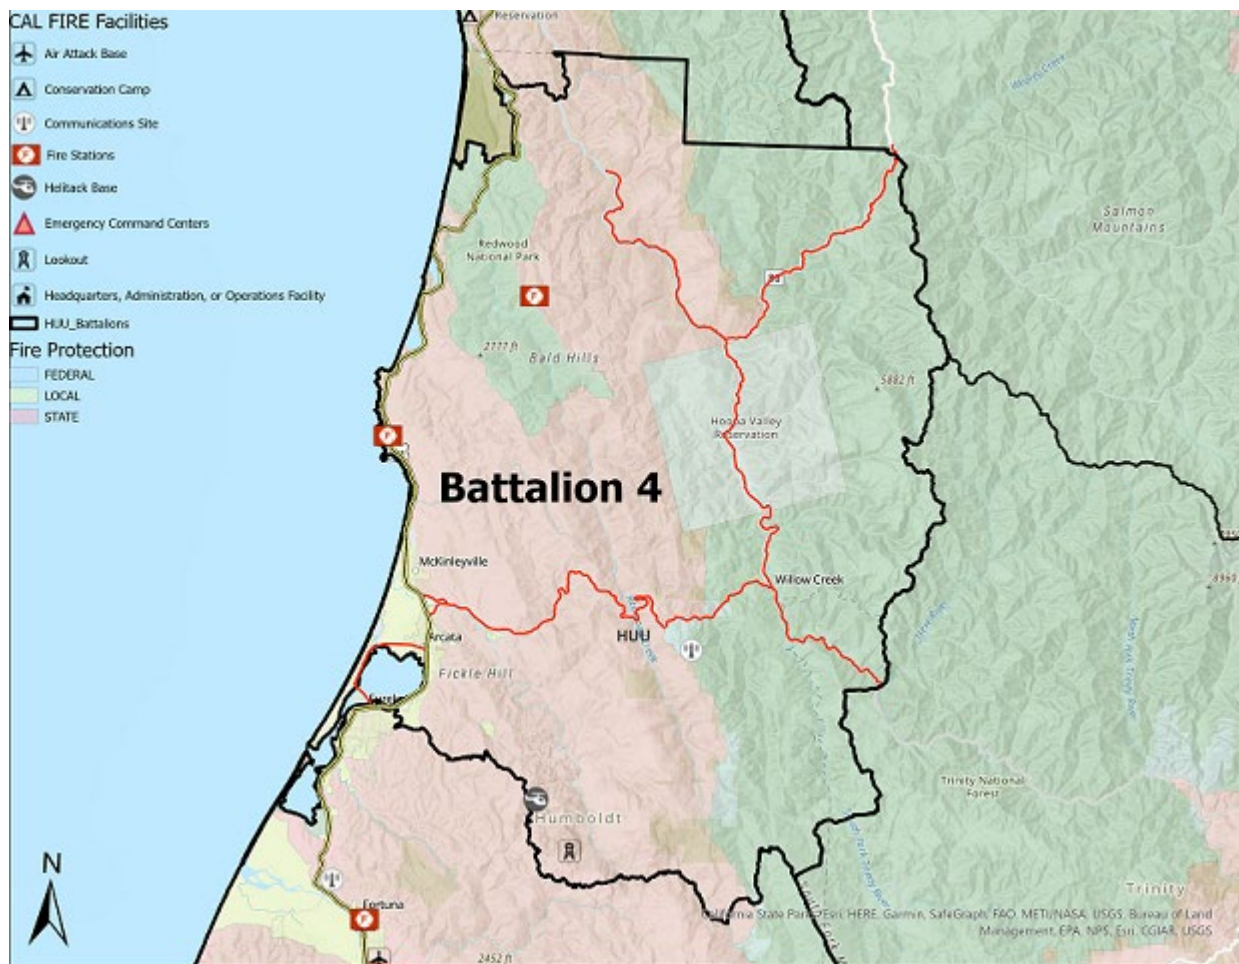 CAL FIRE Facilities
Air Attack Base
Conservation Camp
Communications Site
Fire Stations
Helitack Base
Emergency Command Centers
Lookout
Headquarters, Administration, or Operations Facility
HUU_Battalions
Fire Protection
FEDERAL
LOCAL
STATE
Reservation
Salmon
Mountains
Redwood
National Park
2777 ft
Bald Hills
5882 ft
Hoopa Valley
Reservation
Battalion 4
8960
McKinleyville
Willow Creek
Arcata
HUU
Fickle Hill
Trinity National
Forest
Humboldt
Trinity
N
Fortuna
California State Parks, Esri, HERE, Garmin, SafeGraph, FAO, METI/NASA, USGS, Bureau of Land
Management, EPA, NPS, Esri, CGIAR, USGS
2452 ft